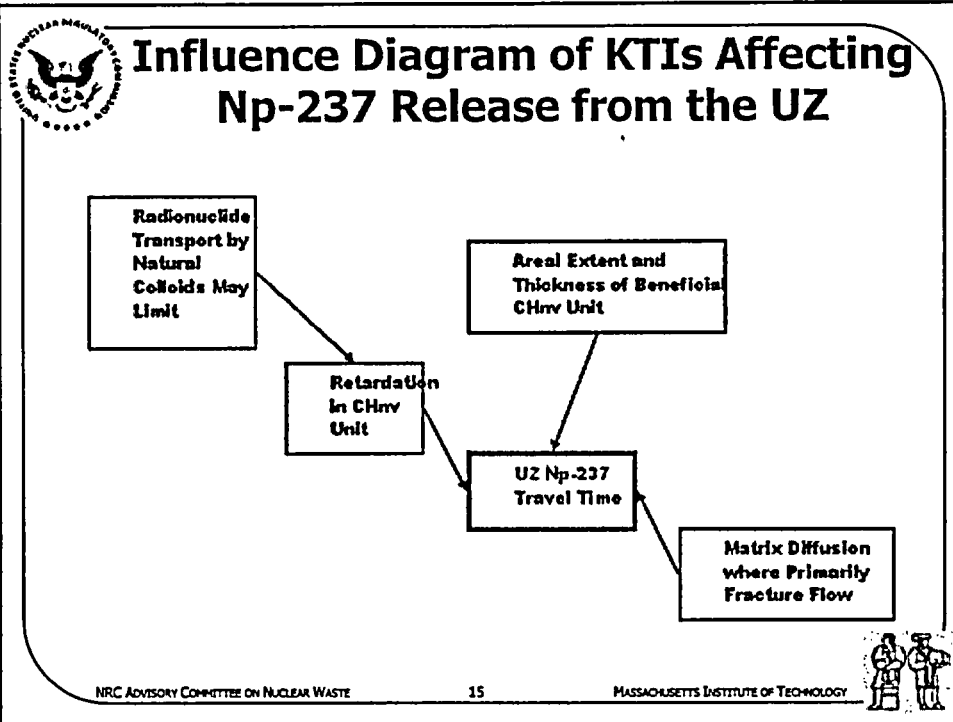 Influence Diagram of KTIs Affecting
Np-237 Release from the UZ
Radionuclide
Transport by
Natural
Colloids May
Limit
Areal Extent and
Thickness of Beneficial
CHnv Unit
Retardation
in CHnv
Unit
UZ Np-237
Travel Time
Matrix Diffusion
where Primarily
Fracture Flow
NRC ADVISORY COMMITTEE ON NUCLEAR WASTE
15
MASSACHUSETTS INSTITUTE OF TECHNOLOGY